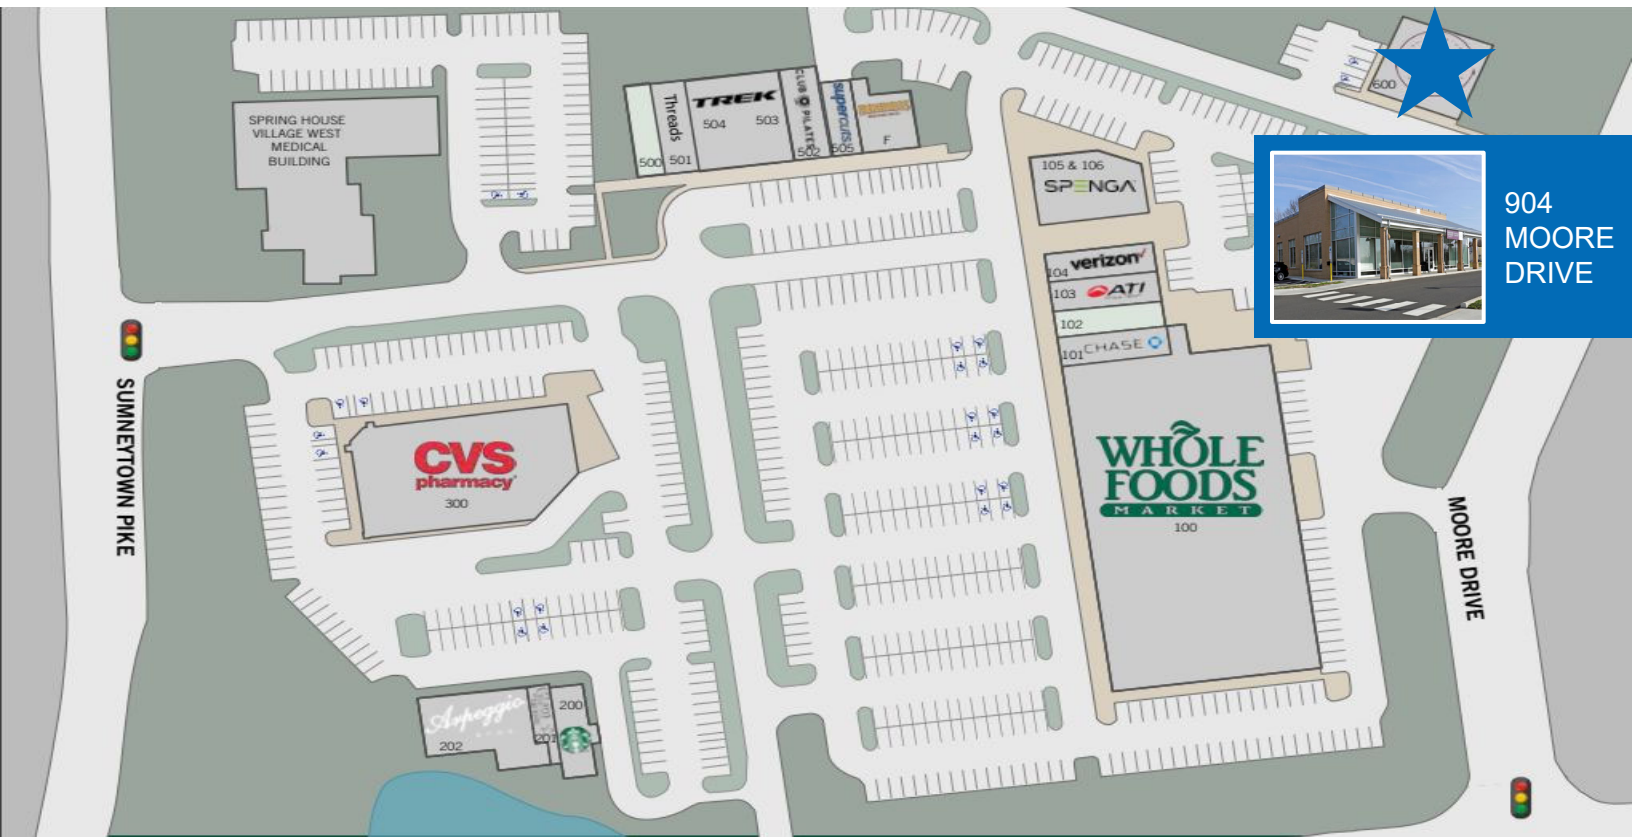 SPRING HOUSE
VILLAGE WEST
MEDICAL
BUILDING
500
Threads
501
TREK
504
503
CLUB PILATES
502
supercuts
505
F
600
904
MOORE
DRIVE
105 & 106
SPENGA
104
verizon
103
ATI
102
101
CHASE
WHOLE
FOODS
MARKET
100
CVS
pharmacy
300
SUMNEYTOWN PIKE
MOORE DRIVE
Arpeggio
202
201
200